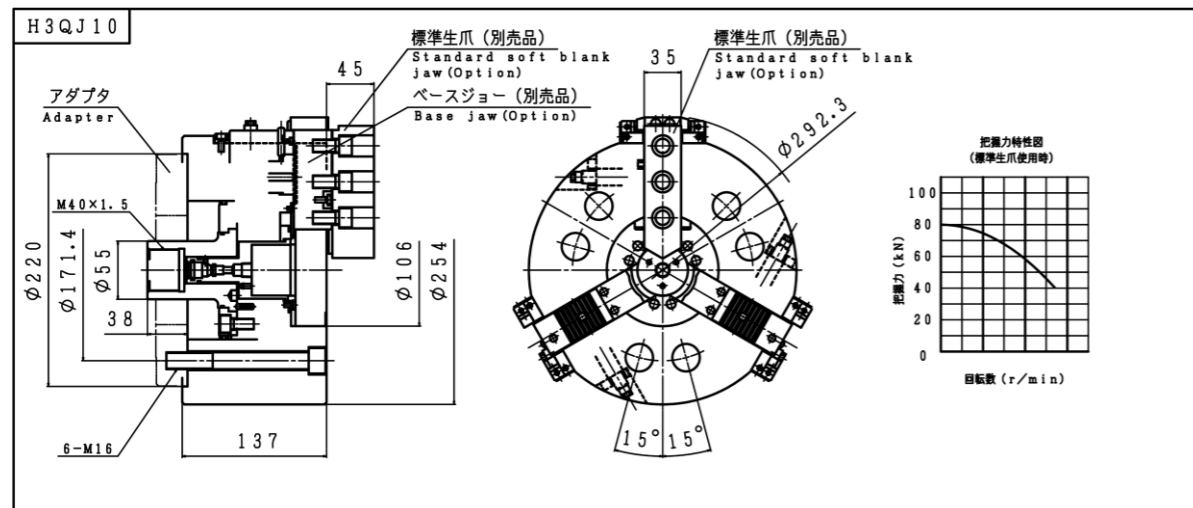 H3QJ10
標準生爪（別売品）
Standard soft blank
jaw(Option)
45
ベースジョー（別売品）
Base jaw(Option)
アダプタ
Adapter
M40×1.5
φ220
φ171.4
φ55
38
φ106
φ254
6-M16
137
35
標準生爪（別売品）
Standard soft blank
jaw(Option)
φ292.3
15°
15°
把握力特性図
（標準生爪使用時）
把握力（kN）
100
80
60
40
20
0
回転数（r/min）